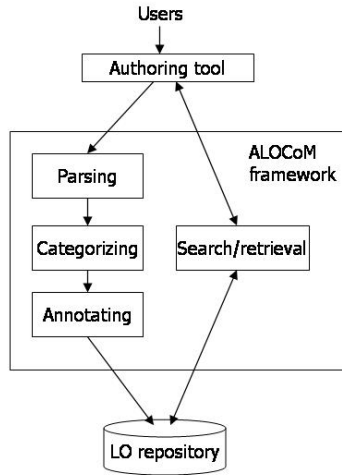 Users
Authoring tool
ALOCoM
framework
Parsing
Categorizing
Search/retrieval
Annotating
LO repository